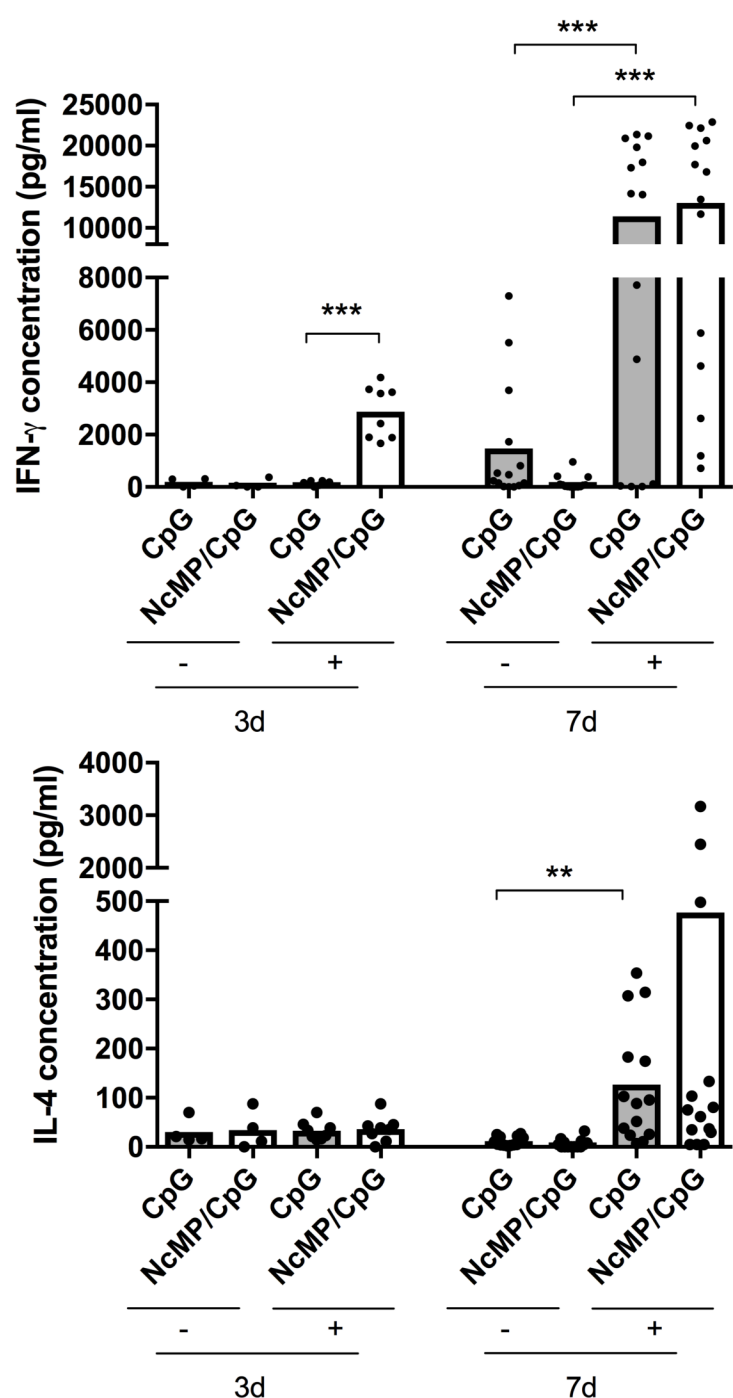 ***
***
IFN-γ concentration (pg/ml)
25000
20000
15000
10000
8000
6000
4000
2000
0
***
CpG
NcMP/CpG
CpG
NcMP/CpG
CpG
NcMP/CpG
CpG
NcMP/CpG
- + - +
3d 7d
IL-4 concentration (pg/ml)
4000
3000
2000
500
400
300
200
100
0
**
CpG
NcMP/CpG
CpG
NcMP/CpG
CpG
NcMP/CpG
CpG
NcMP/CpG
- + - +
3d 7d